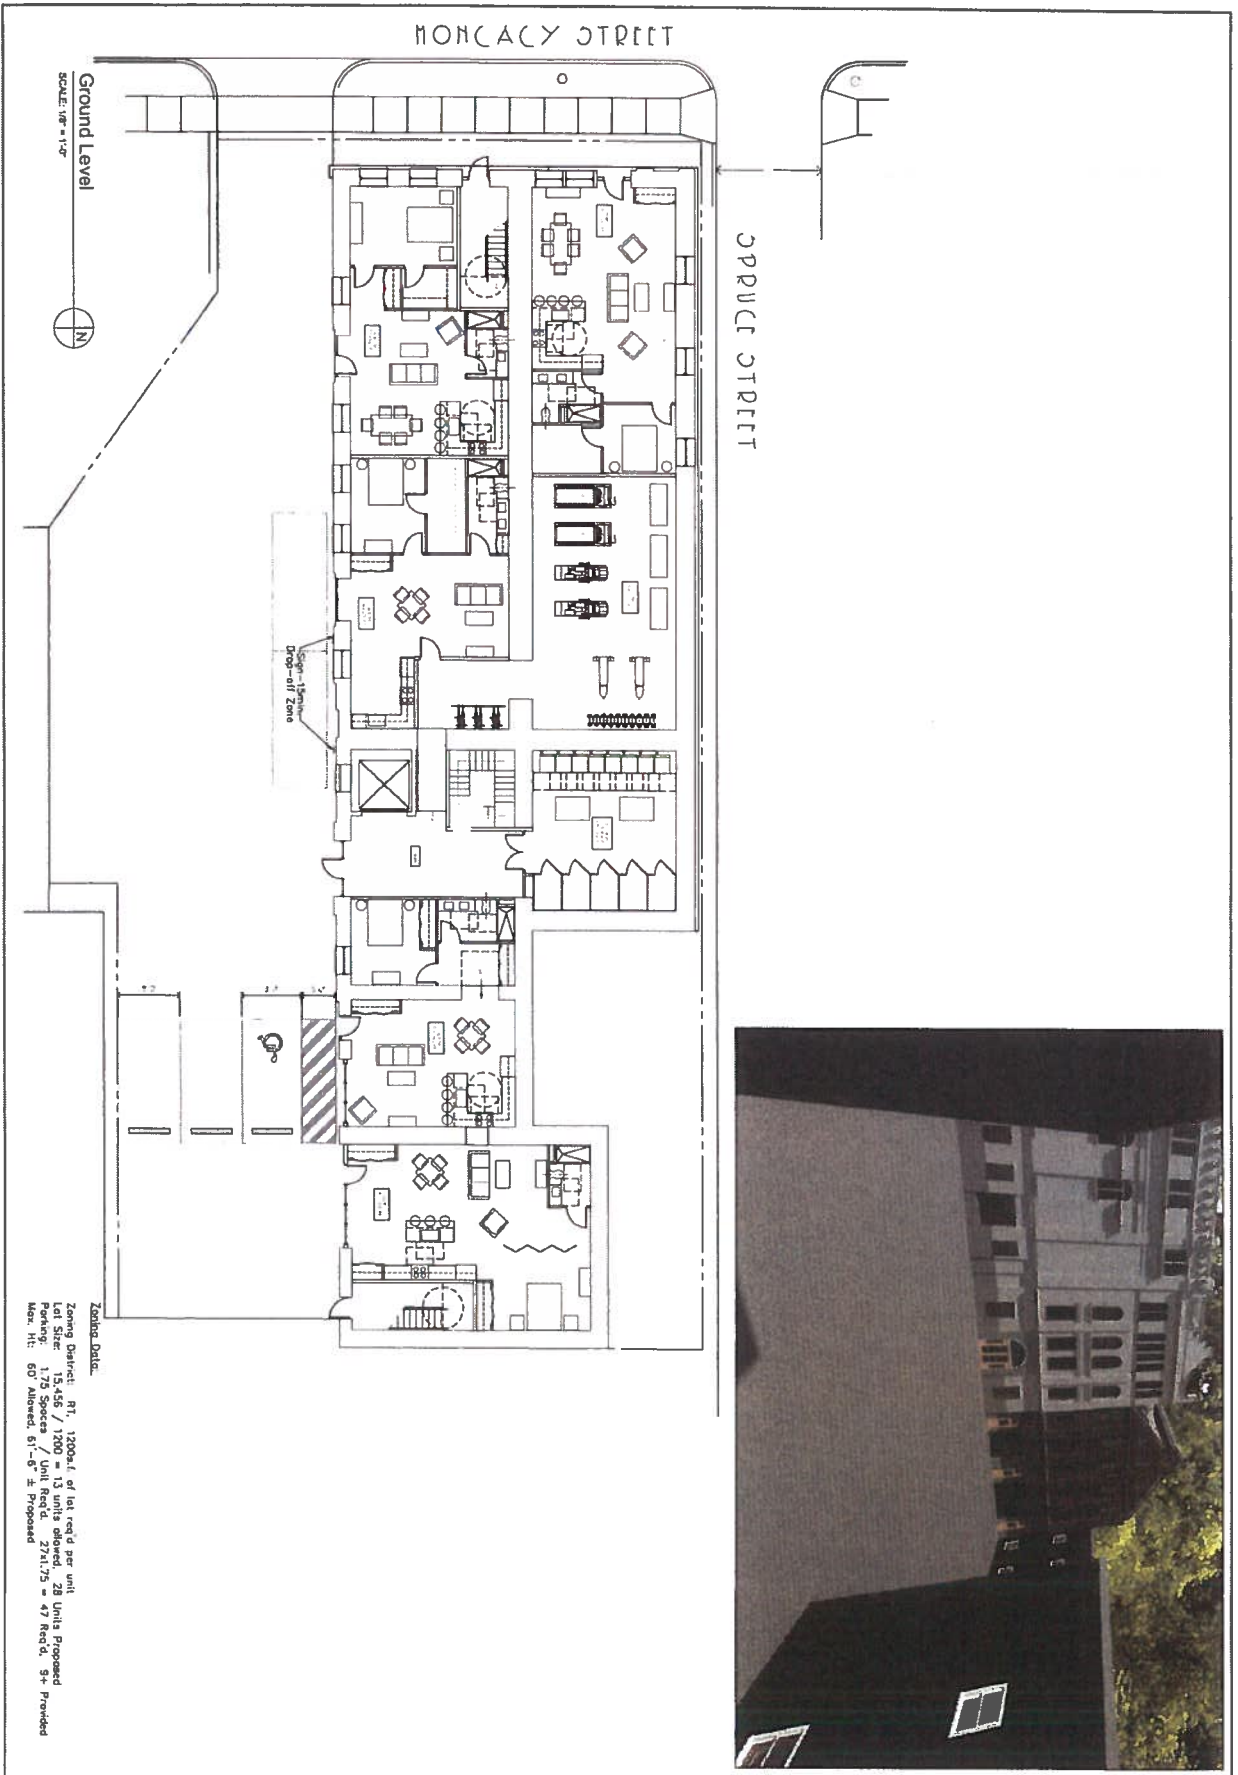 MONCACY STREET
SPRUCE STREET
Ground Level
SCALE: 1/8" = 1'-0"
N
Sign-15min.
Drop-off Zone
Zoning Data:
Zoning District: RT, 1200s.f. of lot req'd per unit
Lot Size: 15,456 / 1200 = 13 units allowed, 28 Units Proposed
Parking: 1.75 Spaces / Unit Req'd. 27x1.75 = 47 Req'd, 9+ Provided
Max. Ht: 60' Allowed, 61'-6" ± Proposed